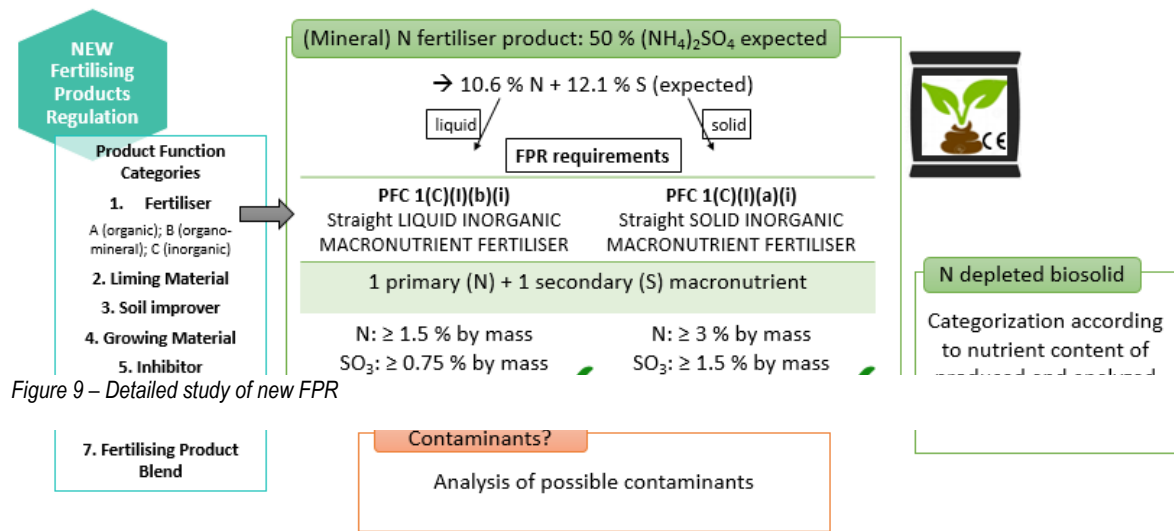 NEW
Fertilising
Products
Regulation
Product Function
Categories
1. Fertiliser
A (organic); B (organo-
mineral); C (inorganic)
2. Liming Material
3. Soil improver
4. Growing Material
5. Inhibitor
7. Fertilising Product
Blend
(Mineral) N fertiliser product: 50 % (NH₄)₂SO₄ expected
→ 10.6 % N + 12.1 % S (expected)
liquid
solid
FPR requirements
PFC 1(C)(I)(b)(i)
Straight LIQUID INORGANIC
MACRONUTRIENT FERTILISER
PFC 1(C)(I)(a)(i)
Straight SOLID INORGANIC
MACRONUTRIENT FERTILISER
1 primary (N) + 1 secondary (S) macronutrient
N: ≥ 1.5 % by mass
SO₃: ≥ 0.75 % by mass
N: ≥ 3 % by mass
SO₃: ≥ 1.5 % by mass
CE
N depleted biosolid
Categorization according
to nutrient content of
produced and analyzed
Figure 9 – Detailed study of new FPR
Contaminants?
Analysis of possible contaminants